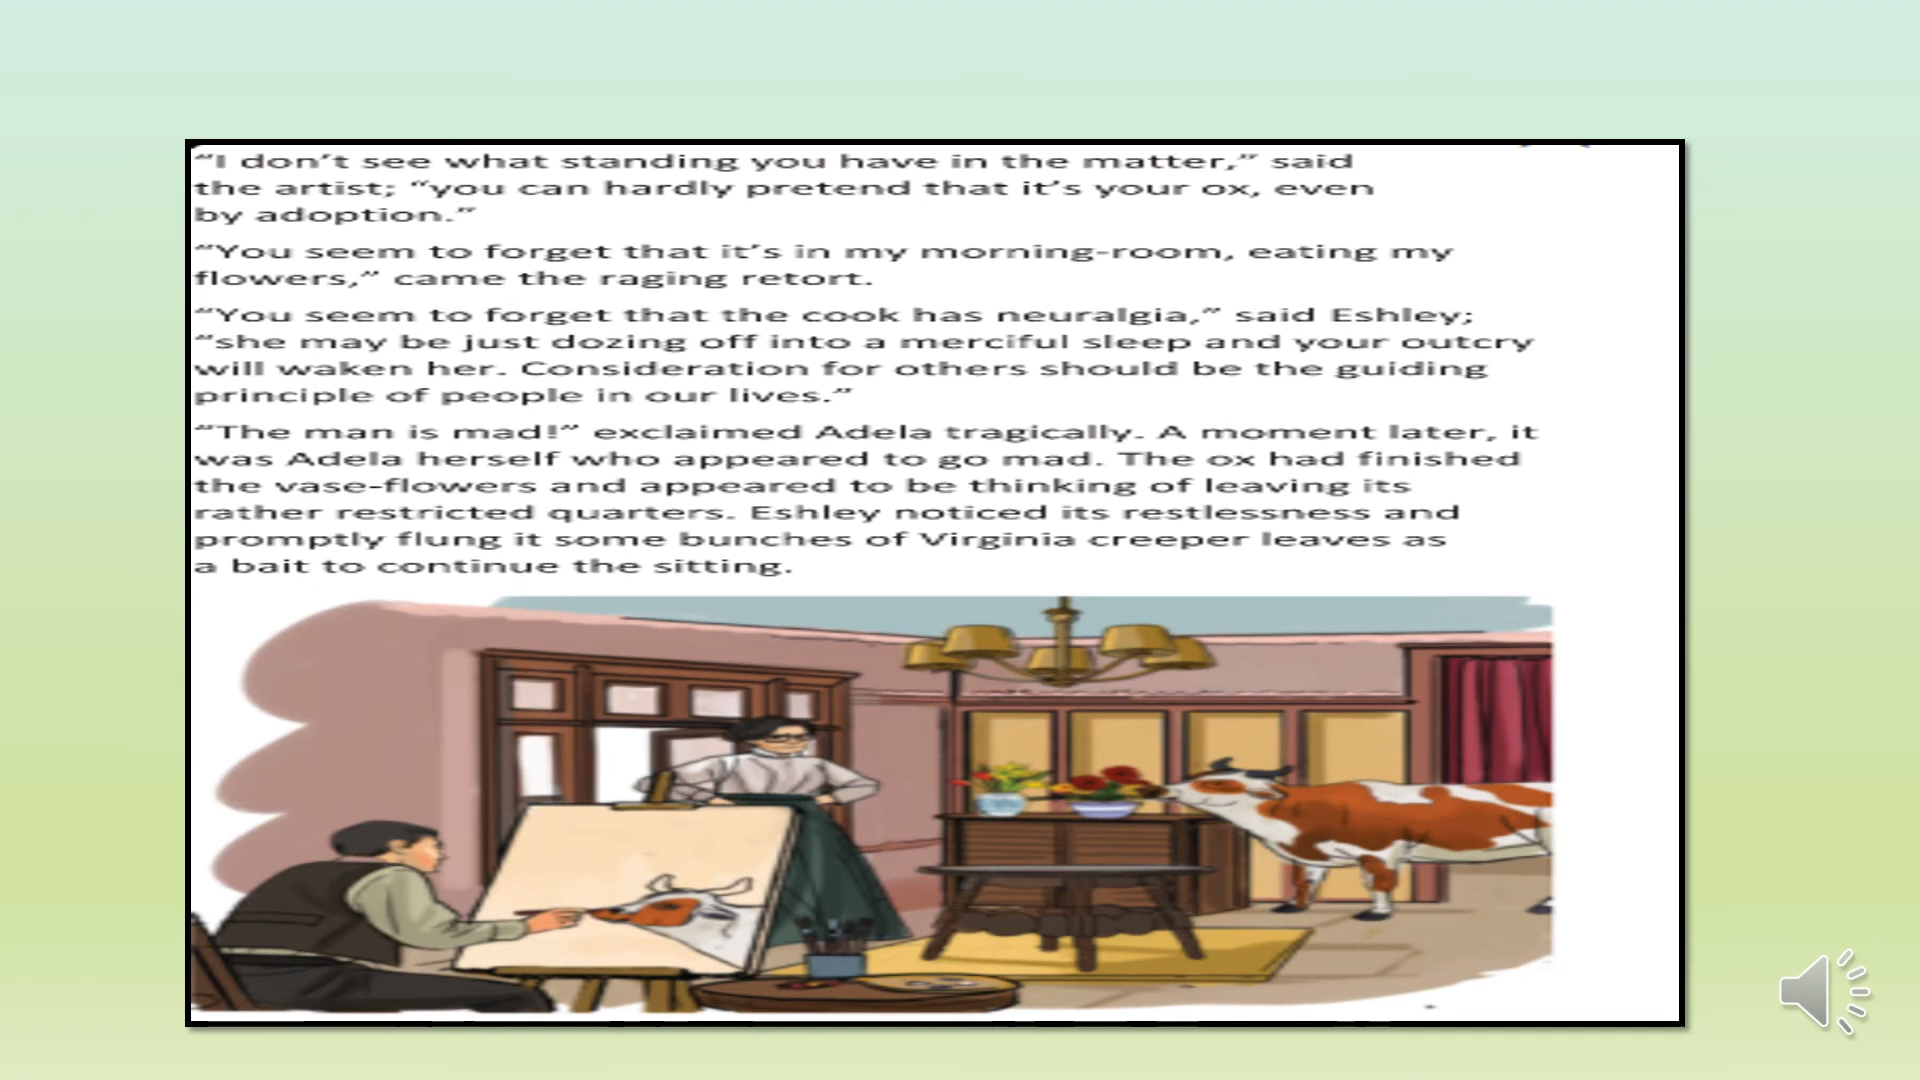 “I don’t see what standing you have in the matter,” said
the artist; “you can hardly pretend that it’s your ox, even
by adoption.”
“You seem to forget that it’s in my morning-room, eating my
flowers,” came the raging retort.
“You seem to forget that the cook has neuralgia,” said Eshley;
“she may be just dozing off into a merciful sleep and your outcry
will waken her. Consideration for others should be the guiding
principle of people in our lives.”
“The man is mad!” exclaimed Adela tragically. A moment later, it
was Adela herself who appeared to go mad. The ox had finished
the vase-flowers and appeared to be thinking of leaving its
rather restricted quarters. Eshley noticed its restlessness and
promptly flung it some bunches of Virginia creeper leaves as
a bait to continue the sitting.